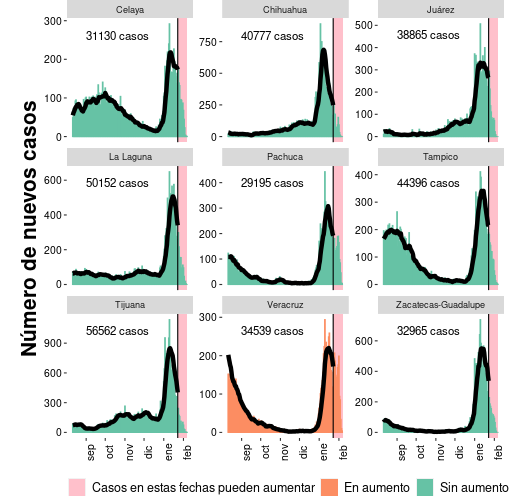 Número de nuevos casos
Celaya
Chihuahua
Juárez
300
200
100
0
31130 casos
750
500
250
0
40777 casos
500
400
300
200
100
0
38865 casos
La Laguna
Pachuca
Tampico
600
400
200
0
50152 casos
400
300
200
100
0
29195 casos
400
300
200
100
0
44396 casos
Tijuana
Veracruz
Zacatecas-Guadalupe
900
600
300
0
56562 casos
300
200
100
0
34539 casos
600
400
200
0
32965 casos
sep oct nov dic ene feb
sep oct nov dic ene feb
sep oct nov dic ene feb
Casos en estas fechas pueden aumentar En aumento Sin aumento